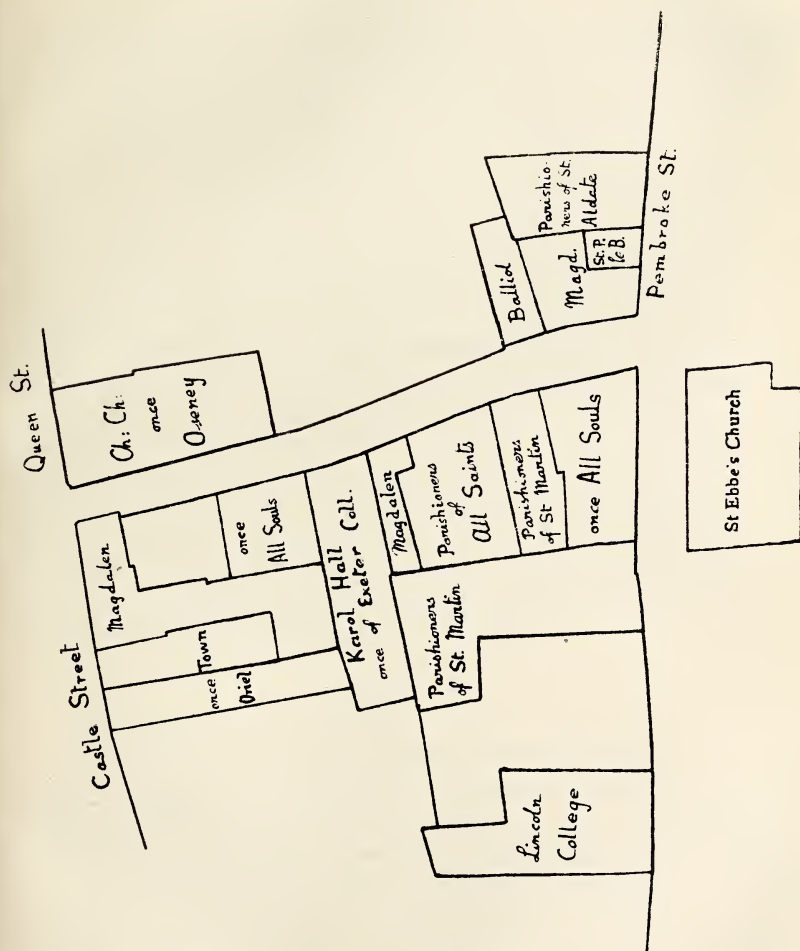 Queen St.
Ch: Ch:
once
Oseney
Castle Street
Magdalen
once
All Souls
Town
once
Oriel
Karol Hall
once of Exeter Coll.
Magdalen
Parishioners
of
All Saints
Parishioners
of St Martin
once All Souls
Parishioners
of St. Martin
Lincoln
College
Balliol
Magd.
St. P.
le B.
Parishio-
ners of St.
Aldate
Pembroke St.
St Ebbe's Church